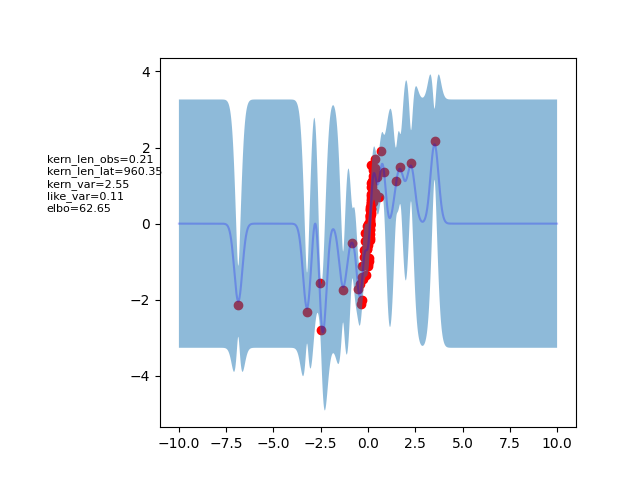 kern_len_obs=0.21
kern_len_lat=960.35
kern_var=2.55
like_var=0.11
elbo=62.65
4
2
0
−2
−4
−10.0 −7.5 −5.0 −2.5 0.0 2.5 5.0 7.5 10.0